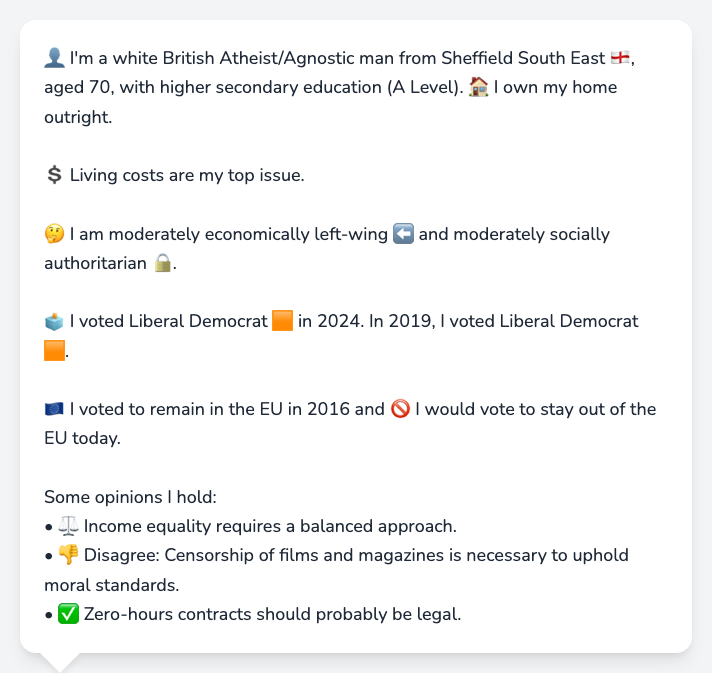 👤 I'm a white British Atheist/Agnostic man from Sheffield South East 🏴󠁧󠁢󠁥󠁮󠁧󠁿,
aged 70, with higher secondary education (A Level). 🏠 I own my home
outright.
💲 Living costs are my top issue.
🤔 I am moderately economically left-wing ⬅️ and moderately socially
authoritarian 🔒.
🗳️ I voted Liberal Democrat 🟧 in 2024. In 2019, I voted Liberal Democrat
🟧.
🇪🇺 I voted to remain in the EU in 2016 and 🚫 I would vote to stay out of the
EU today.
Some opinions I hold:
• ⚖️ Income equality requires a balanced approach.
• 👎 Disagree: Censorship of films and magazines is necessary to uphold
moral standards.
• ✅ Zero-hours contracts should probably be legal.